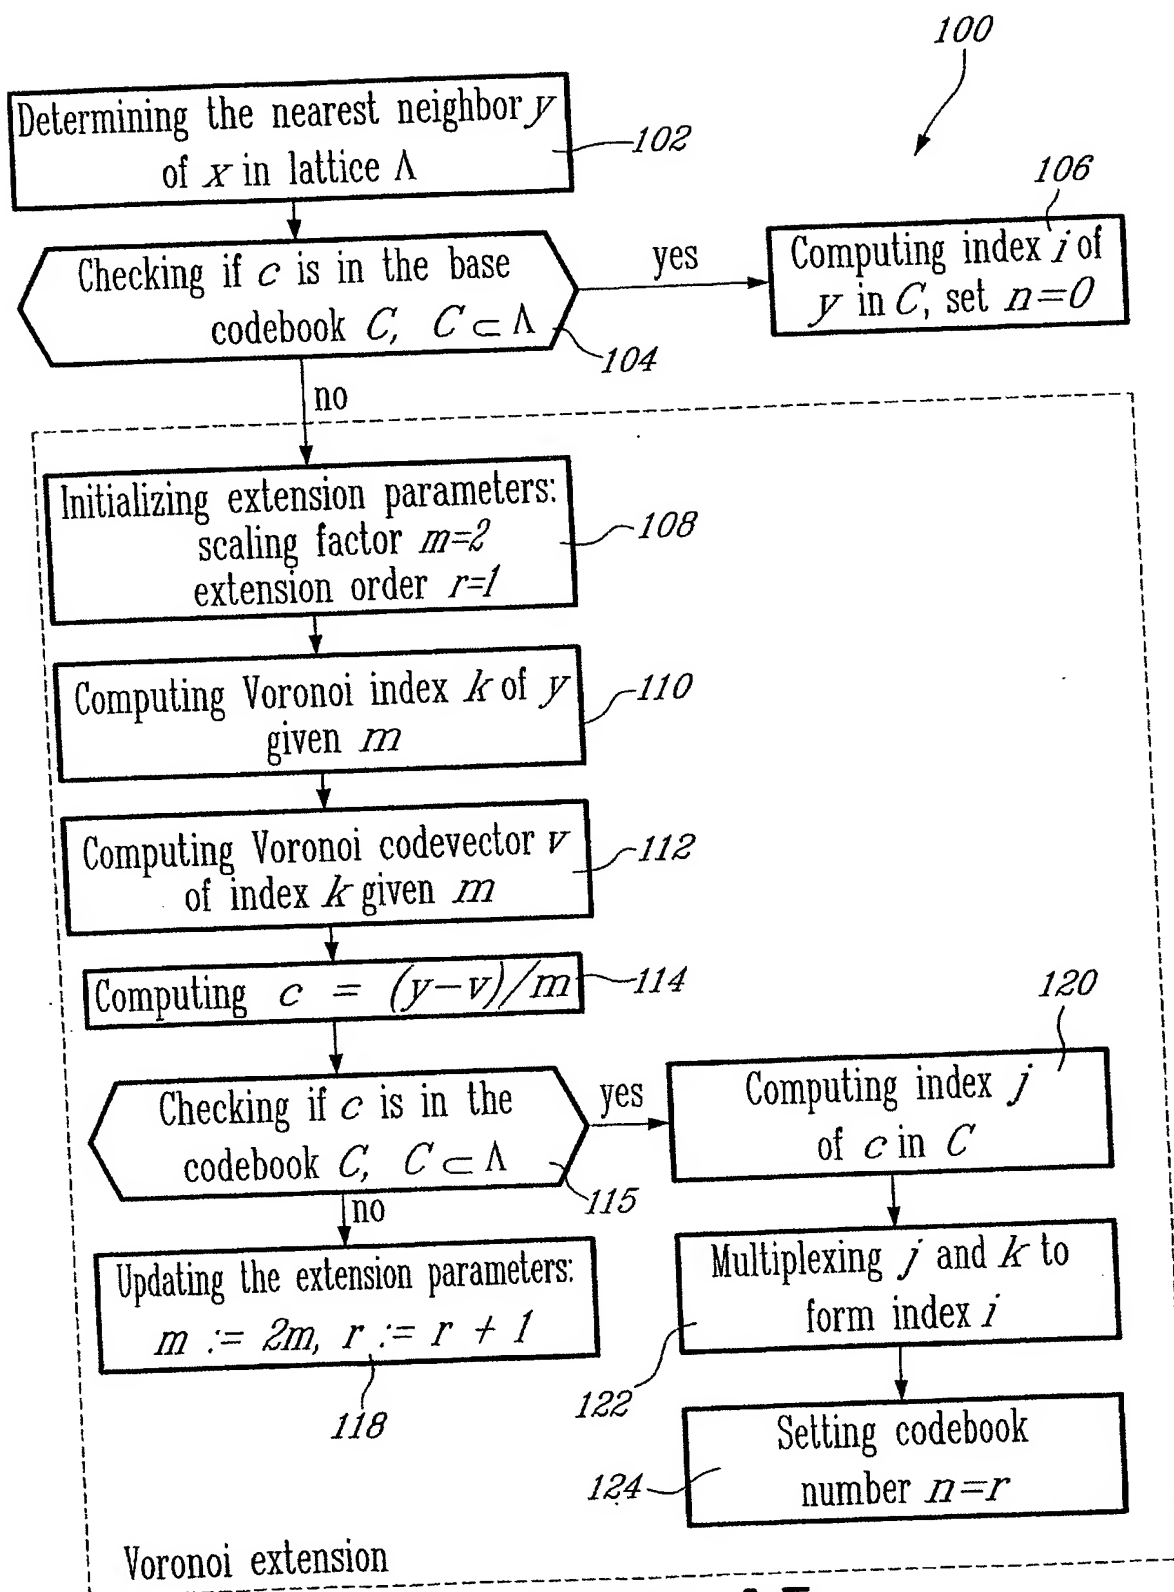 100
Determining the nearest neighbor y
of x in lattice Λ
102
106
Checking if c is in the base
codebook C, C ⊂ Λ
104
yes
Computing index i of
y in C, set n=0
no
Initializing extension parameters:
scaling factor m=2
extension order r=1
108
Computing Voronoi index k of y
given m
110
Computing Voronoi codevector v
of index k given m
112
Computing c = (y-v)/m
114
120
Checking if c is in the
codebook C, C ⊂ Λ
115
yes
Computing index j
of c in C
no
Updating the extension parameters:
m := 2m, r := r + 1
118
Multiplexing j and k to
form index i
122
Setting codebook
number n=r
124
Voronoi extension